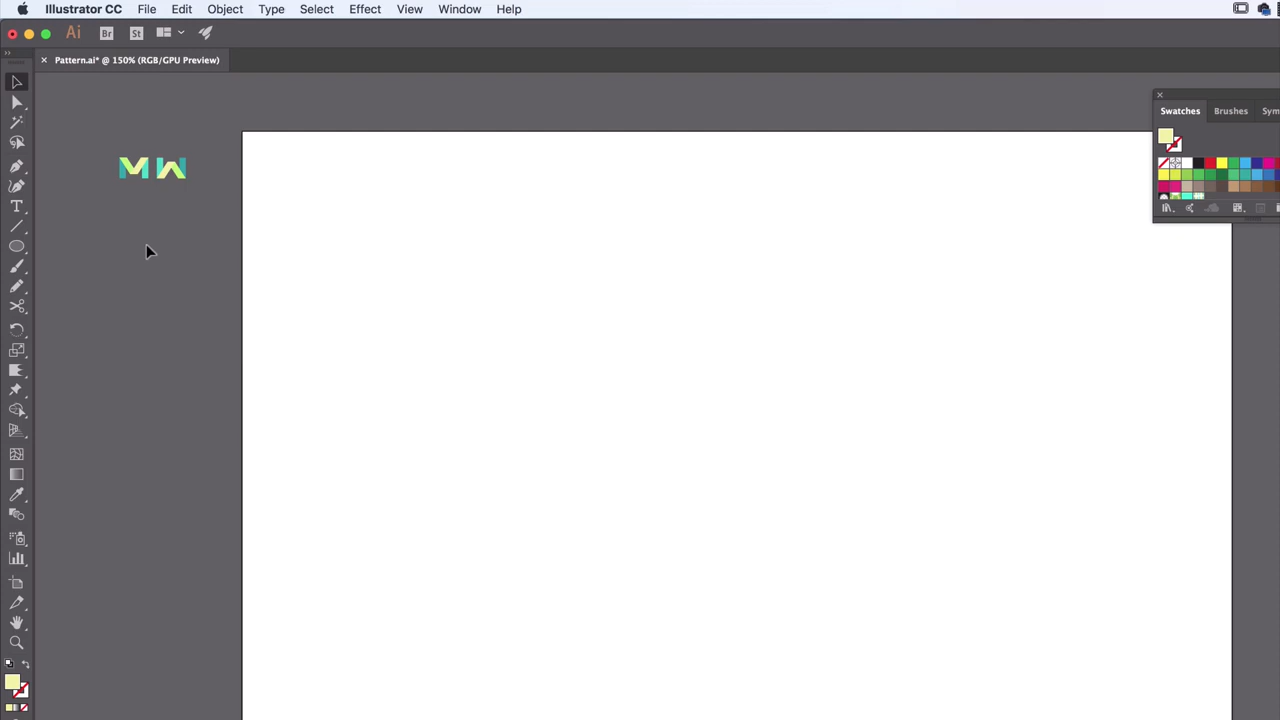 Illustrator CC File Edit Object Type Select Effect View Window Help
Ai Br St
Pattern.ai* @ 150% (RGB/GPU Preview)
Swatches Brushes Sym
M W
T